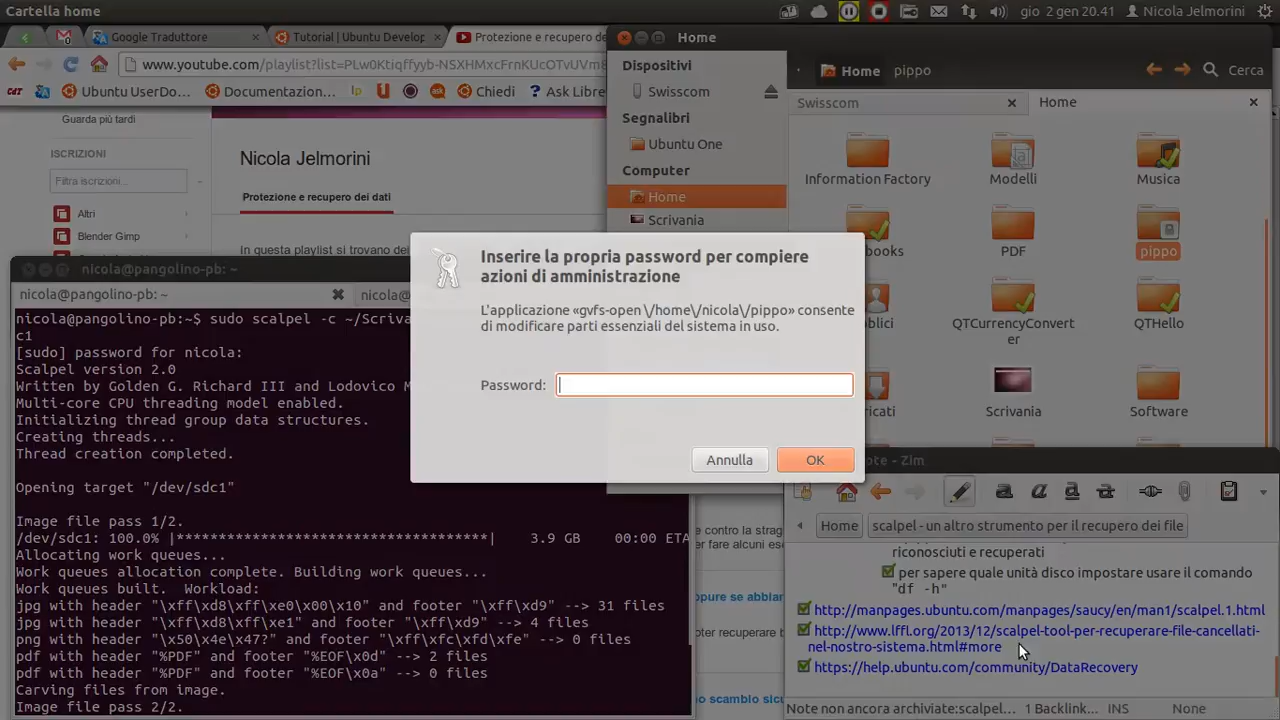 Cartella home
gio 2 gen 20.41
Nicola Jelmorini
Google Traduttore
Tutorial | Ubuntu Develop
Protezione e recupero de
www.youtube.com/playlist?list=PLw0Ktiqffyyb-NSXHMxcFrnKUcOTvUVm8
Ubuntu UserDo...
Documentazion...
Chiedi
Ask Libre
Guarda più tardi
ISCRIZIONI
Filtra iscrizioni...
Altri
Blender Gimp
Nicola Jelmorini
Protezione e recupero dei dati
In questa playlist si trovano de
Home
Dispositivi
Swisscom
Segnalibri
Ubuntu One
Computer
Home
Scrivania
Home
pippo
Cerca
Swisscom
Home
Information Factory
Modelli
Musica
books
PDF
pippo
blici
QTCurrencyConvert
er
QTHello
ricati
Scrivania
Software
Inserire la propria password per compiere
azioni di amministrazione
L'applicazione «gvfs-open \/home\/nicola\/pippo» consente
di modificare parti essenziali del sistema in uso.
Password:
Annulla
OK
nicola@pangolino-pb: ~
nicola@pangolino-pb: ~
nicola@
nicola@pangolino-pb:~$ sudo scalpel -c ~/Scriva
c1
[sudo] password for nicola:
Scalpel version 2.0
Written by Golden G. Richard III and Lodovico M
Multi-core CPU threading model enabled.
Initializing thread group data structures.
Creating threads...
Thread creation completed.
Opening target "/dev/sdc1"
Image file pass 1/2.
/dev/sdc1: 100.0% |*************************************| 3.9 GB 00:00 ETA
Allocating work queues...
Work queues allocation complete. Building work queues...
Work queues built. Workload:
jpg with header "\xff\xd8\xff\xe0\x00\x10" and footer "\xff\xd9" --> 31 files
jpg with header "\xff\xd8\xff\xe1" and footer "\xff\xd9" --> 4 files
png with header "\x50\x4e\x47?" and footer "\xff\xfc\xfd\xfe" --> 0 files
pdf with header "%PDF" and footer "%EOF\x0d" --> 2 files
pdf with header "%PDF" and footer "%EOF\x0a" --> 0 files
Carving files from image.
Image file pass 2/2.
e contro la strag
er fare alcuni ese
ppure se abbiam
oter recuperare t
o scambio sicur
ote - Zim
Home
scalpel - un altro strumento per il recupero dei file
riconosciuti e recuperati
per sapere quale unità disco impostare usare il comando
"df -h"
http://manpages.ubuntu.com/manpages/saucy/en/man1/scalpel.1.html
http://www.lffl.org/2013/12/scalpel-tool-per-recuperare-file-cancellati-
nel-nostro-sistema.html#more
https://help.ubuntu.com/community/DataRecovery
Note non ancora archiviate:scalpel...
1 Backlink...
INS
None